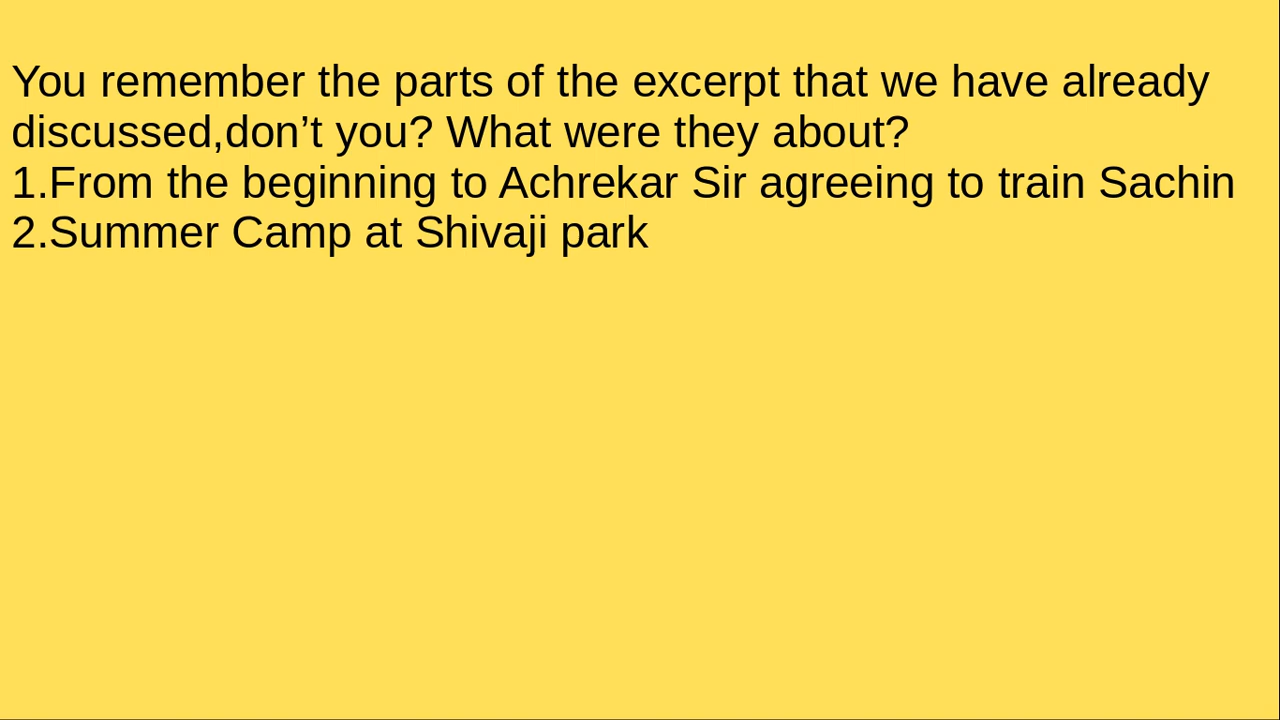 You remember the parts of the excerpt that we have already
discussed,don’t you? What were they about?
1.From the beginning to Achrekar Sir agreeing to train Sachin
2.Summer Camp at Shivaji park